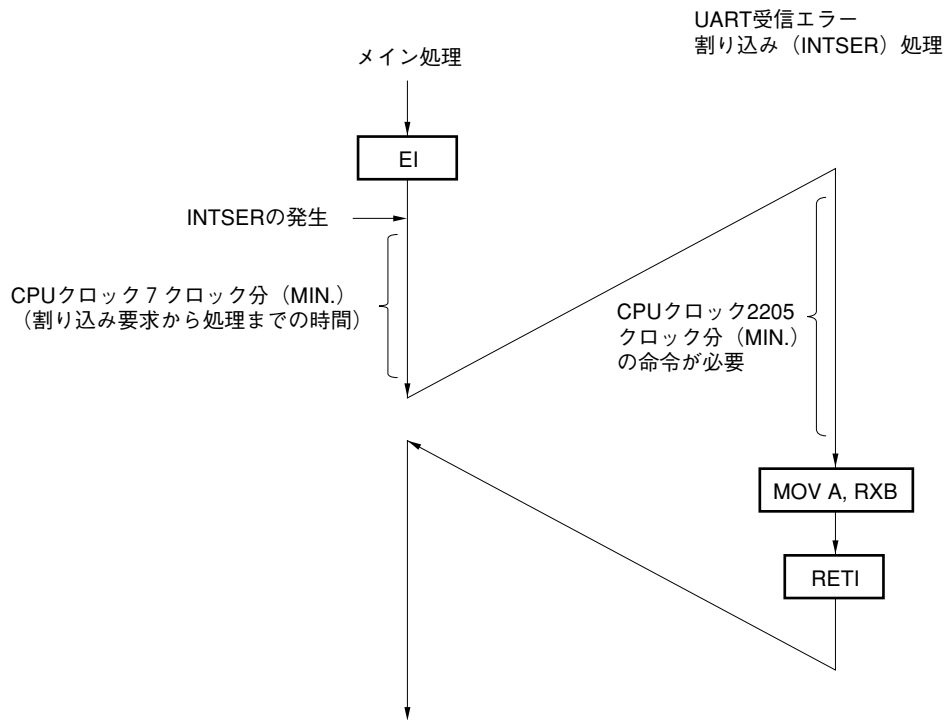 UART受信エラー
割り込み（INTSER）処理
メイン処理
EI
INTSERの発生
CPUクロック７クロック分（MIN.）
（割り込み要求から処理までの時間）
CPUクロック2205
クロック分（MIN.）
の命令が必要
MOV A, RXB
RETI